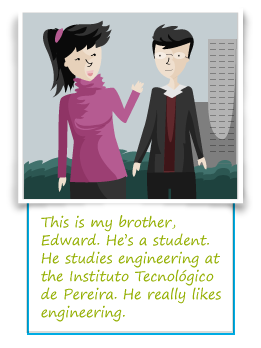 This is my brother,
Edward. He's a student.
He studies engineering at
the Instituto Tecnológico
de Pereira. He really likes
engineering.